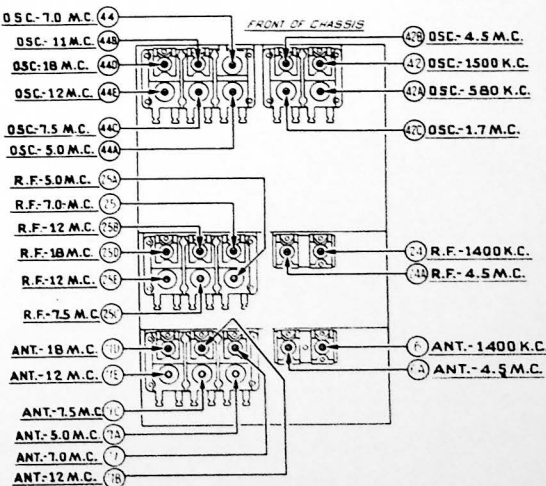 FRONT OF CHASSIS
OSC.-7.0 M.C. 44
OSC.-11 M.C. 44B
OSC.-18 M.C. 44D
OSC.-12 M.C. 44E
OSC.-7.5 M.C. 44C
OSC.-5.0 M.C. 44A
42B OSC.-4.5 M.C.
42 OSC.-1500 K.C.
42A OSC.-580 K.C.
42C OSC.-1.7 M.C.
R.F.-5.0 M.C. 25A
R.F.-7.0-M.C. 25
R.F.-12 M.C. 25B
R.F.-18 M.C. 25D
R.F.-12 M.C. 25E
R.F.-7.5 M.C. 25C
24 R.F.-1400 K.C.
24A R.F.-4.5 M.C.
ANT.-18 M.C. 7D
ANT.-12 M.C. 7E
ANT.-7.5 M.C. 7C
ANT.-5.0 M.C. 7A
ANT.-7.0 M.C. 7
ANT.-12 M.C. 7B
6 ANT.-1400 K.C.
6A ANT.-4.5 M.C.